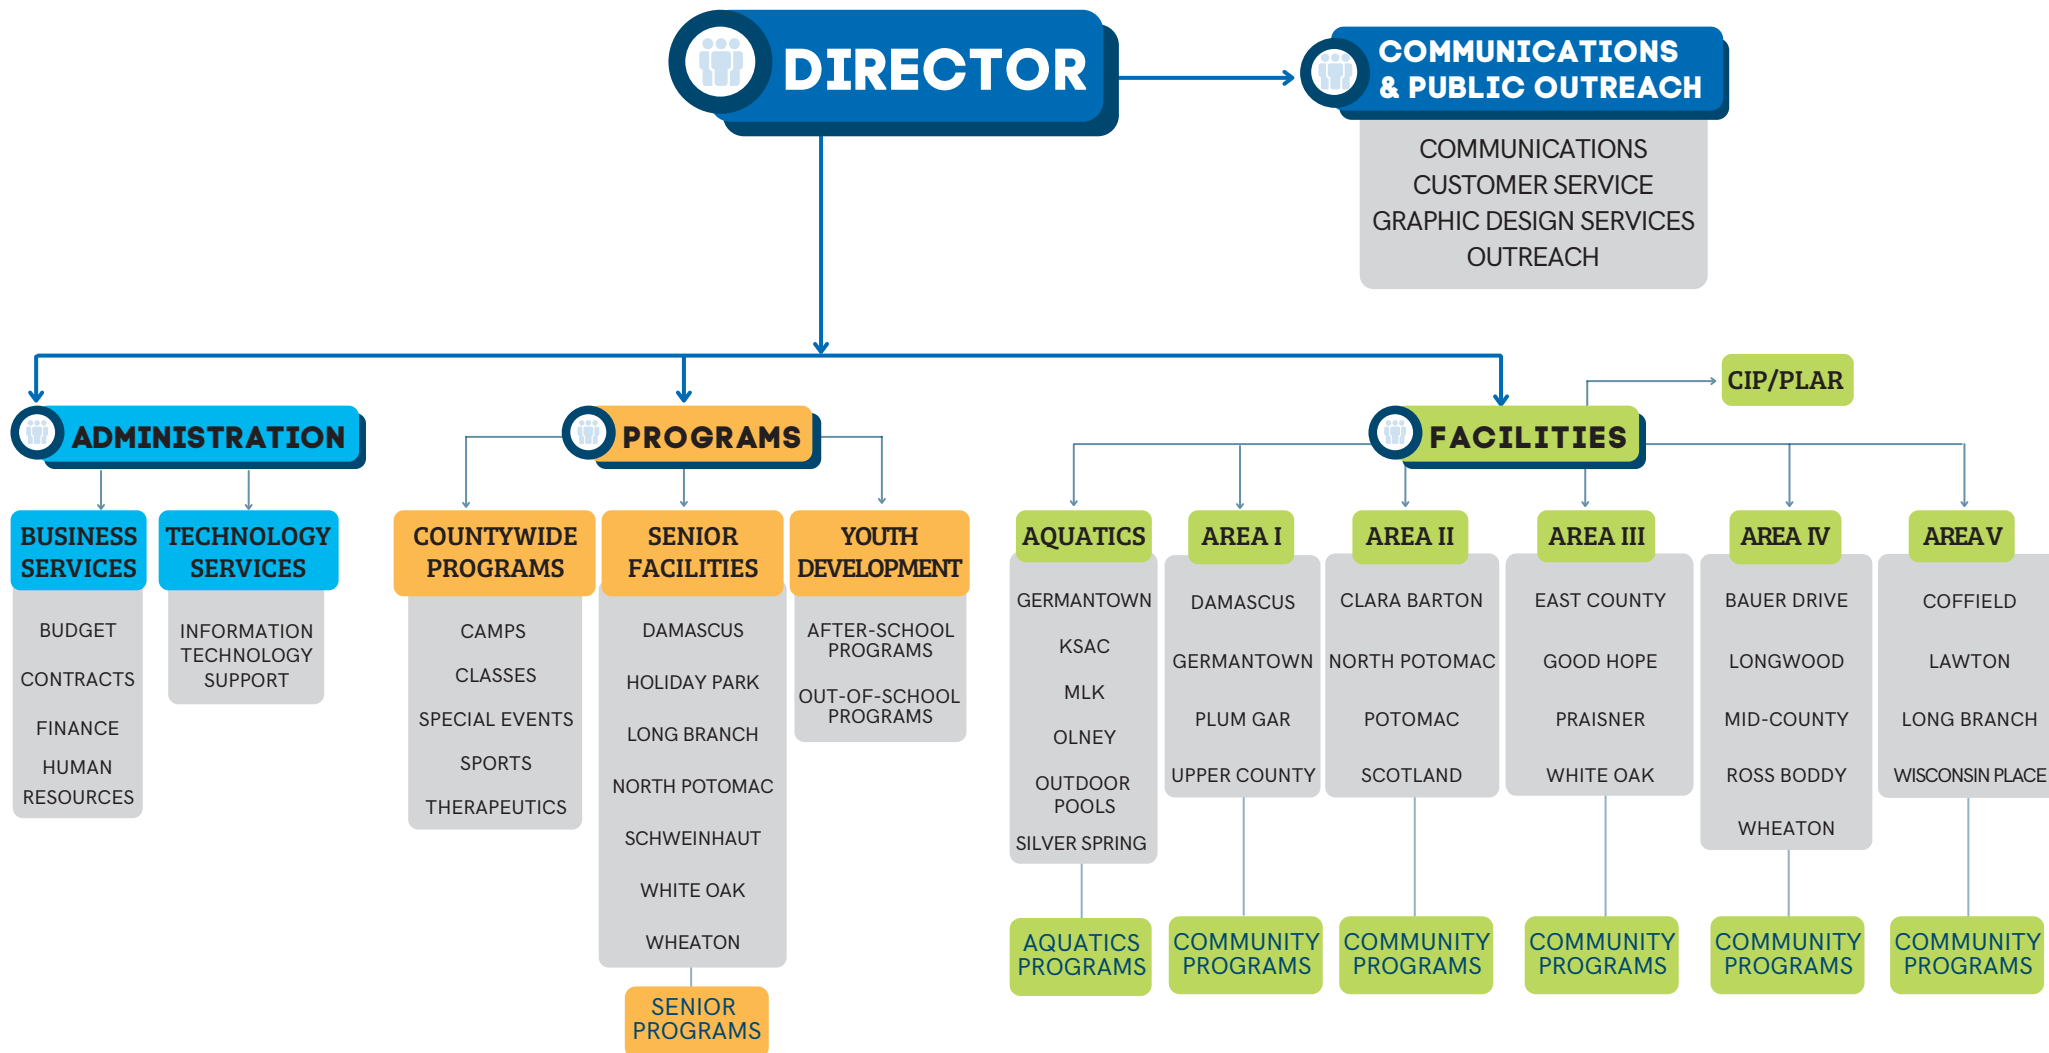 DIRECTOR
COMMUNICATIONS
& PUBLIC OUTREACH
COMMUNICATIONS
CUSTOMER SERVICE
GRAPHIC DESIGN SERVICES
OUTREACH
CIP/PLAR
ADMINISTRATION
PROGRAMS
FACILITIES
BUSINESS
SERVICES
BUDGET
CONTRACTS
FINANCE
HUMAN
RESOURCES
TECHNOLOGY
SERVICES
INFORMATION
TECHNOLOGY
SUPPORT
COUNTYWIDE
PROGRAMS
CAMPS
CLASSES
SPECIAL EVENTS
SPORTS
THERAPEUTICS
SENIOR
FACILITIES
DAMASCUS
HOLIDAY PARK
LONG BRANCH
NORTH POTOMAC
SCHWEINHAUT
WHITE OAK
WHEATON
SENIOR
PROGRAMS
YOUTH
DEVELOPMENT
AFTER-SCHOOL
PROGRAMS
OUT-OF-SCHOOL
PROGRAMS
AQUATICS
GERMANTOWN
KSAC
MLK
OLNEY
OUTDOOR
POOLS
SILVER SPRING
AQUATICS
PROGRAMS
AREA I
DAMASCUS
GERMANTOWN
PLUM GAR
UPPER COUNTY
COMMUNITY
PROGRAMS
AREA II
CLARA BARTON
NORTH POTOMAC
POTOMAC
SCOTLAND
COMMUNITY
PROGRAMS
AREA III
EAST COUNTY
GOOD HOPE
PRAISNER
WHITE OAK
COMMUNITY
PROGRAMS
AREA IV
BAUER DRIVE
LONGWOOD
MID-COUNTY
ROSS BODDY
WHEATON
COMMUNITY
PROGRAMS
AREA V
COFFIELD
LAWTON
LONG BRANCH
WISCONSIN PLACE
COMMUNITY
PROGRAMS